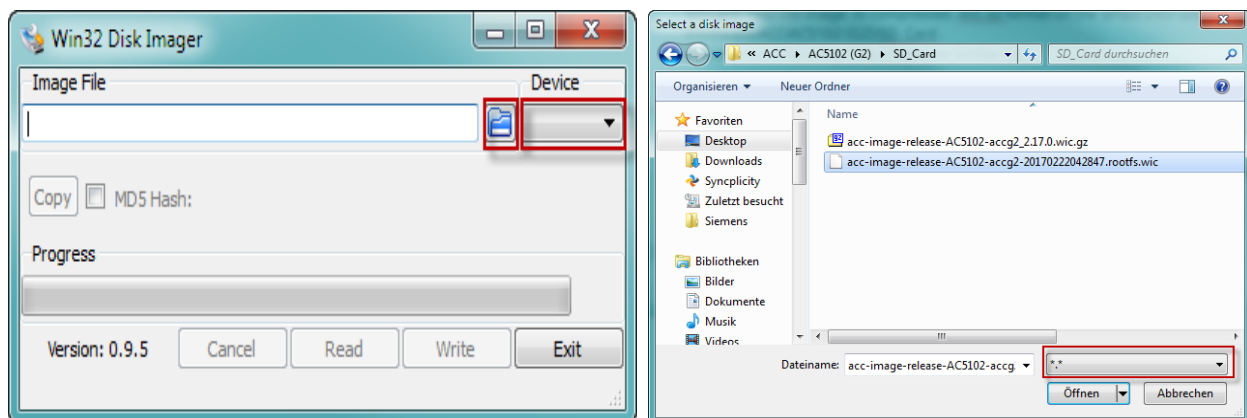 Win32 Disk Imager
Image File
Device
Copy
MD5 Hash:
Progress
Version: 0.9.5
Cancel
Read
Write
Exit
Select a disk image
« ACC ▸ AC5102 (G2) ▸ SD_Card
SD_Card durchsuchen
Organisieren
Neuer Ordner
Favoriten
Desktop
Downloads
Syncplicity
Zuletzt besucht
Siemens
Bibliotheken
Bilder
Dokumente
Musik
Videos
Name
acc-image-release-AC5102-accg2_2.17.0.wic.gz
acc-image-release-AC5102-accg2-20170222042847.rootfs.wic
Dateiname: acc-image-release-AC5102-accg
*.*
Öffnen
Abbrechen